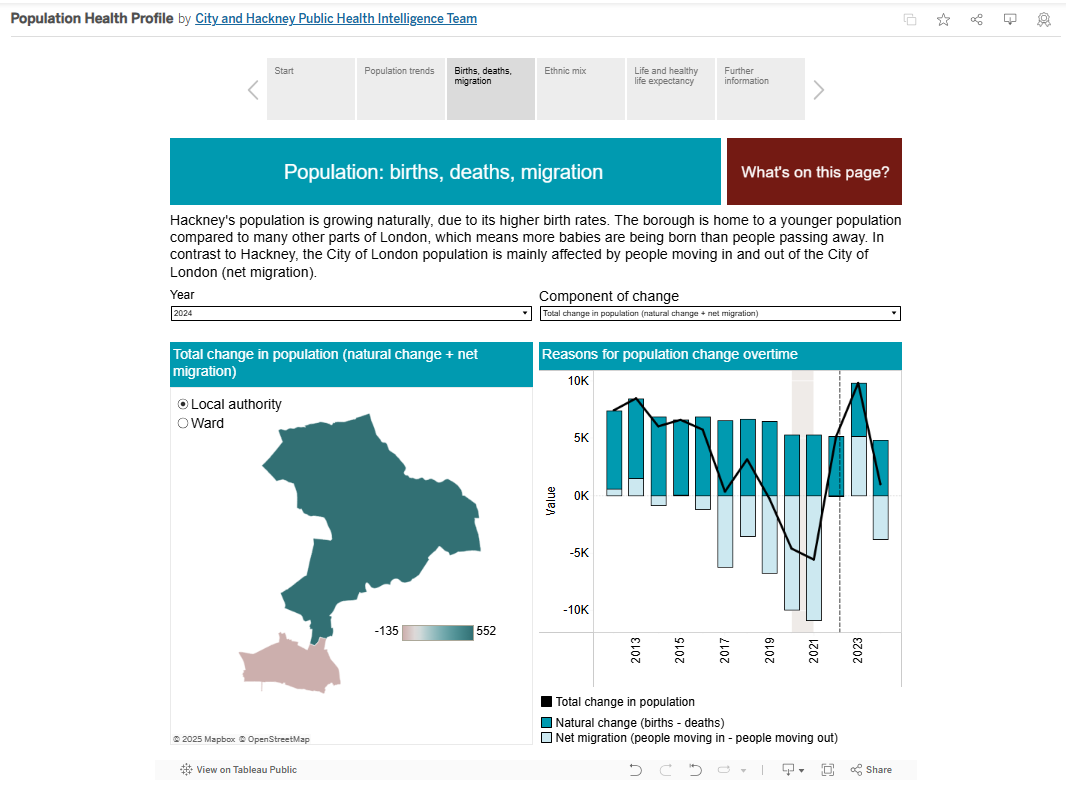 Population Health Profile by City and Hackney Public Health Intelligence Team
Start
Population trends
Births, deaths,
migration
Ethnic mix
Life and healthy
life expectancy
Further
information
Population: births, deaths, migration
What's on this page?
Hackney's population is growing naturally, due to its higher birth rates. The borough is home to a younger population
compared to many other parts of London, which means more babies are being born than people passing away. In
contrast to Hackney, the City of London population is mainly affected by people moving in and out of the City of
London (net migration).
Year
2024
Component of change
Total change in population (natural change + net migration)
Total change in population (natural change + net
migration)
Local authority
Ward
-135
552
© 2025 Mapbox © OpenStreetMap
Reasons for population change overtime
10K
5K
0K
-5K
-10K
Value
2013
2015
2017
2019
2021
2023
Total change in population
Natural change (births - deaths)
Net migration (people moving in - people moving out)
View on Tableau Public
Share